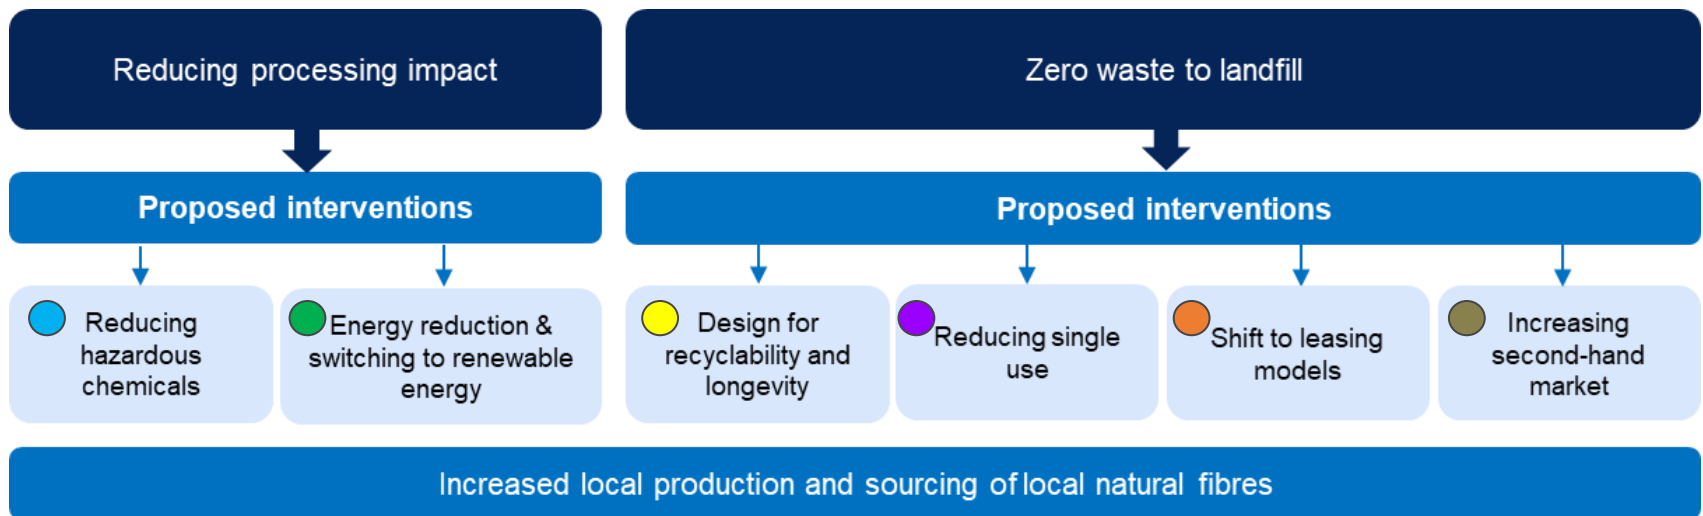 Reducing processing impact
Zero waste to landfill
Proposed interventions
Proposed interventions
Reducing
hazardous
chemicals
Energy reduction &
switching to renewable
energy
Design for
recyclability and
longevity
Reducing single
use
Shift to leasing
models
Increasing
second-hand
market
Increased local production and sourcing of local natural fibres